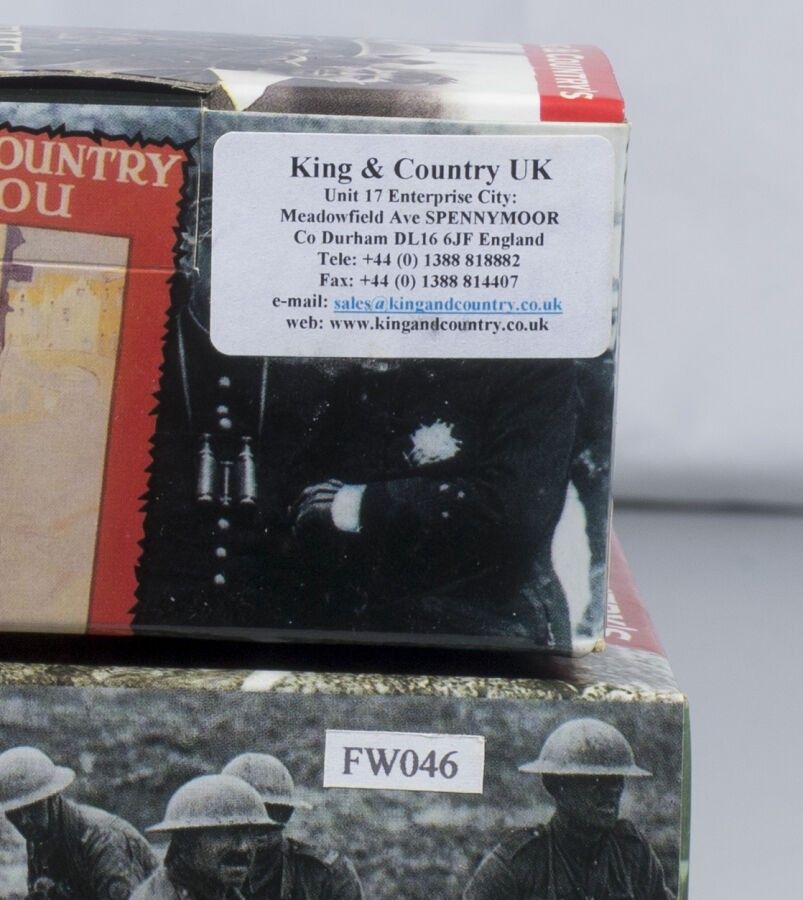 COUNTRY'S
OUNTRY
OU
King & Country UK
Unit 17 Enterprise City:
Meadowfield Ave SPENNYMOOR
Co Durham DL16 6JF England
Tele: +44 (0) 1388 818882
Fax: +44 (0) 1388 814407
e-mail: sales@kingandcountry.co.uk
web: www.kingandcountry.co.uk
FW046